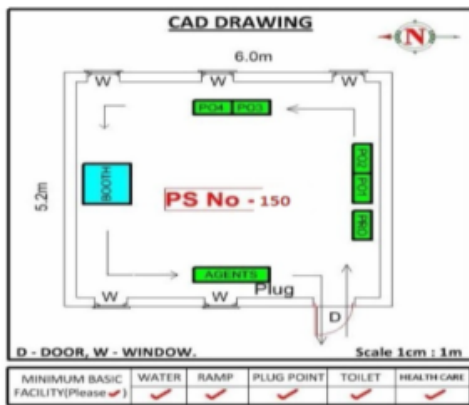 CAD DRAWING
N
6.0m
W W W
PO4 PO3
5.2m
BOOTH
PO2
PO1
PRO
PS No - 150
AGENTS
Plug
W W
D
D - DOOR, W - WINDOW. Scale 1cm : 1m
MINIMUM BASIC FACILITY(Please ✓) WATER RAMP PLUG POINT TOILET HEALTH CARE
✓ ✓ ✓ ✓ ✓